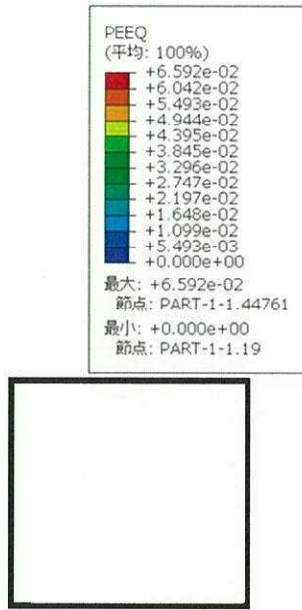 PEEQ
(平均: 100%)
+6.592e-02
+6.042e-02
+5.493e-02
+4.944e-02
+4.395e-02
+3.845e-02
+3.296e-02
+2.747e-02
+2.197e-02
+1.648e-02
+1.099e-02
+5.493e-03
+0.000e+00
最大: +6.592e-02
節点: PART-1-1.44761
最小: +0.000e+00
節点: PART-1-1.19